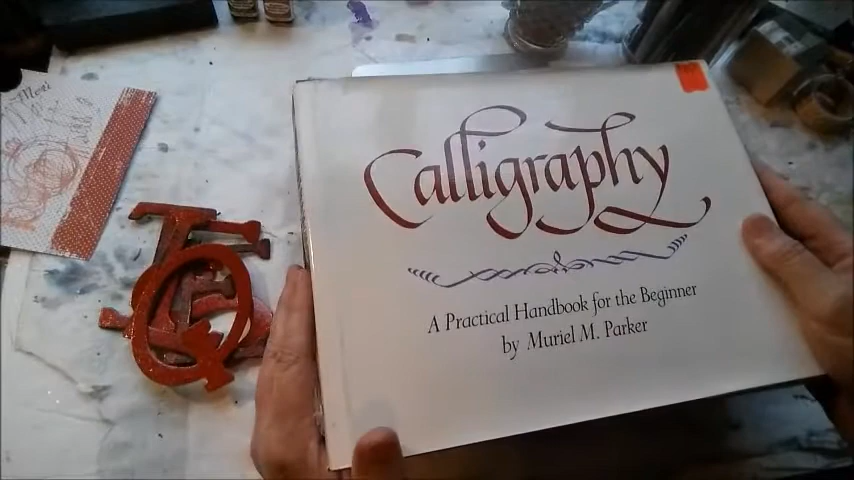 Calligraphy
A Practical Handbook for the Beginner
by Muriel M. Parker